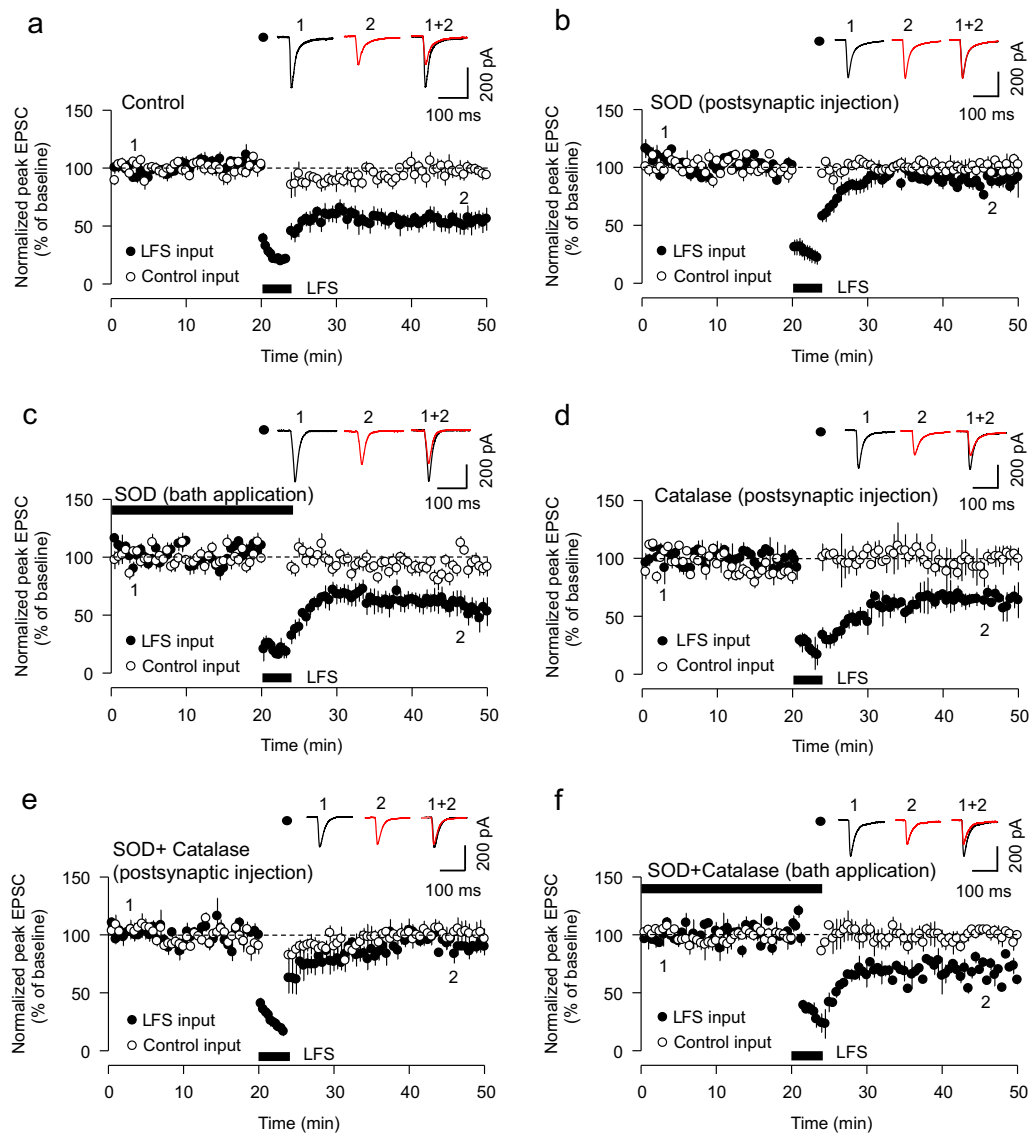 a
1 2 1+2
200 pA
100 ms
Control
Normalized peak EPSC
(% of baseline)
150
100
50
0
1
2
LFS input
Control input
LFS
0 10 20 30 40 50
Time (min)
b
1 2 1+2
200 pA
100 ms
SOD (postsynaptic injection)
Normalized peak EPSC
(% of baseline)
150
100
50
0
1
2
LFS input
Control input
LFS
0 10 20 30 40 50
Time (min)
c
1 2 1+2
200 pA
100 ms
SOD (bath application)
Normalized peak EPSC
(% of baseline)
150
100
50
0
1
2
LFS input
Control input
LFS
0 10 20 30 40 50
Time (min)
d
1 2 1+2
200 pA
100 ms
Catalase (postsynaptic injection)
Normalized peak EPSC
(% of baseline)
150
100
50
0
1
2
LFS input
Control input
LFS
0 10 20 30 40 50
Time (min)
e
1 2 1+2
200 pA
100 ms
SOD+ Catalase
(postsynaptic injection)
Normalized peak EPSC
(% of baseline)
150
100
50
0
1
2
LFS input
Control input
LFS
0 10 20 30 40 50
Time (min)
f
1 2 1+2
200 pA
100 ms
SOD+Catalase (bath application)
Normalized peak EPSC
(% of baseline)
150
100
50
0
1
2
LFS input
Control input
LFS
0 10 20 30 40 50
Time (min)